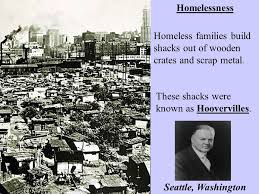 Homelessness
Homeless families build
shacks out of wooden
crates and scrap metal.
These shacks were
known as Hoovervilles.
Seattle, Washington